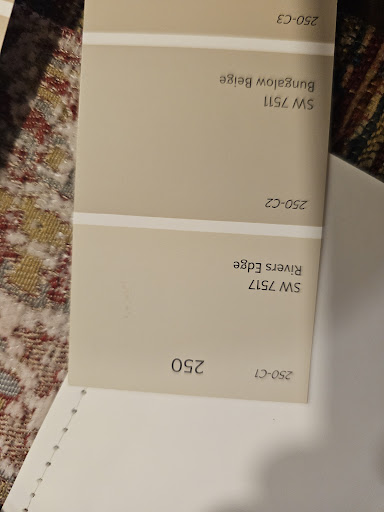 250-C1
250
SW 7517
Rivers Edge
250-C2
SW 7511
Bungalow Beige
250-C3